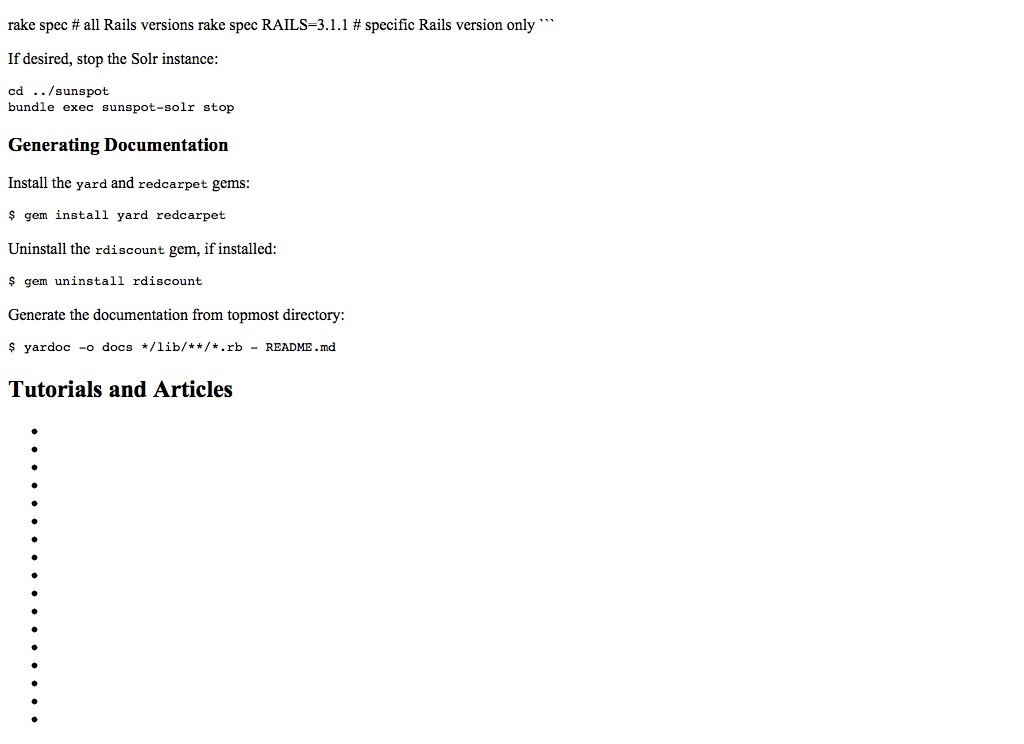 rake spec # all Rails versions rake spec RAILS=3.1.1 # specific Rails version only ```
If desired, stop the Solr instance:
cd ../sunspot
bundle exec sunspot-solr stop
Generating Documentation
Install the yard and redcarpet gems:
$ gem install yard redcarpet
Uninstall the rdiscount gem, if installed:
$ gem uninstall rdiscount
Generate the documentation from topmost directory:
$ yardoc -o docs */lib/**/*.rb - README.md
Tutorials and Articles